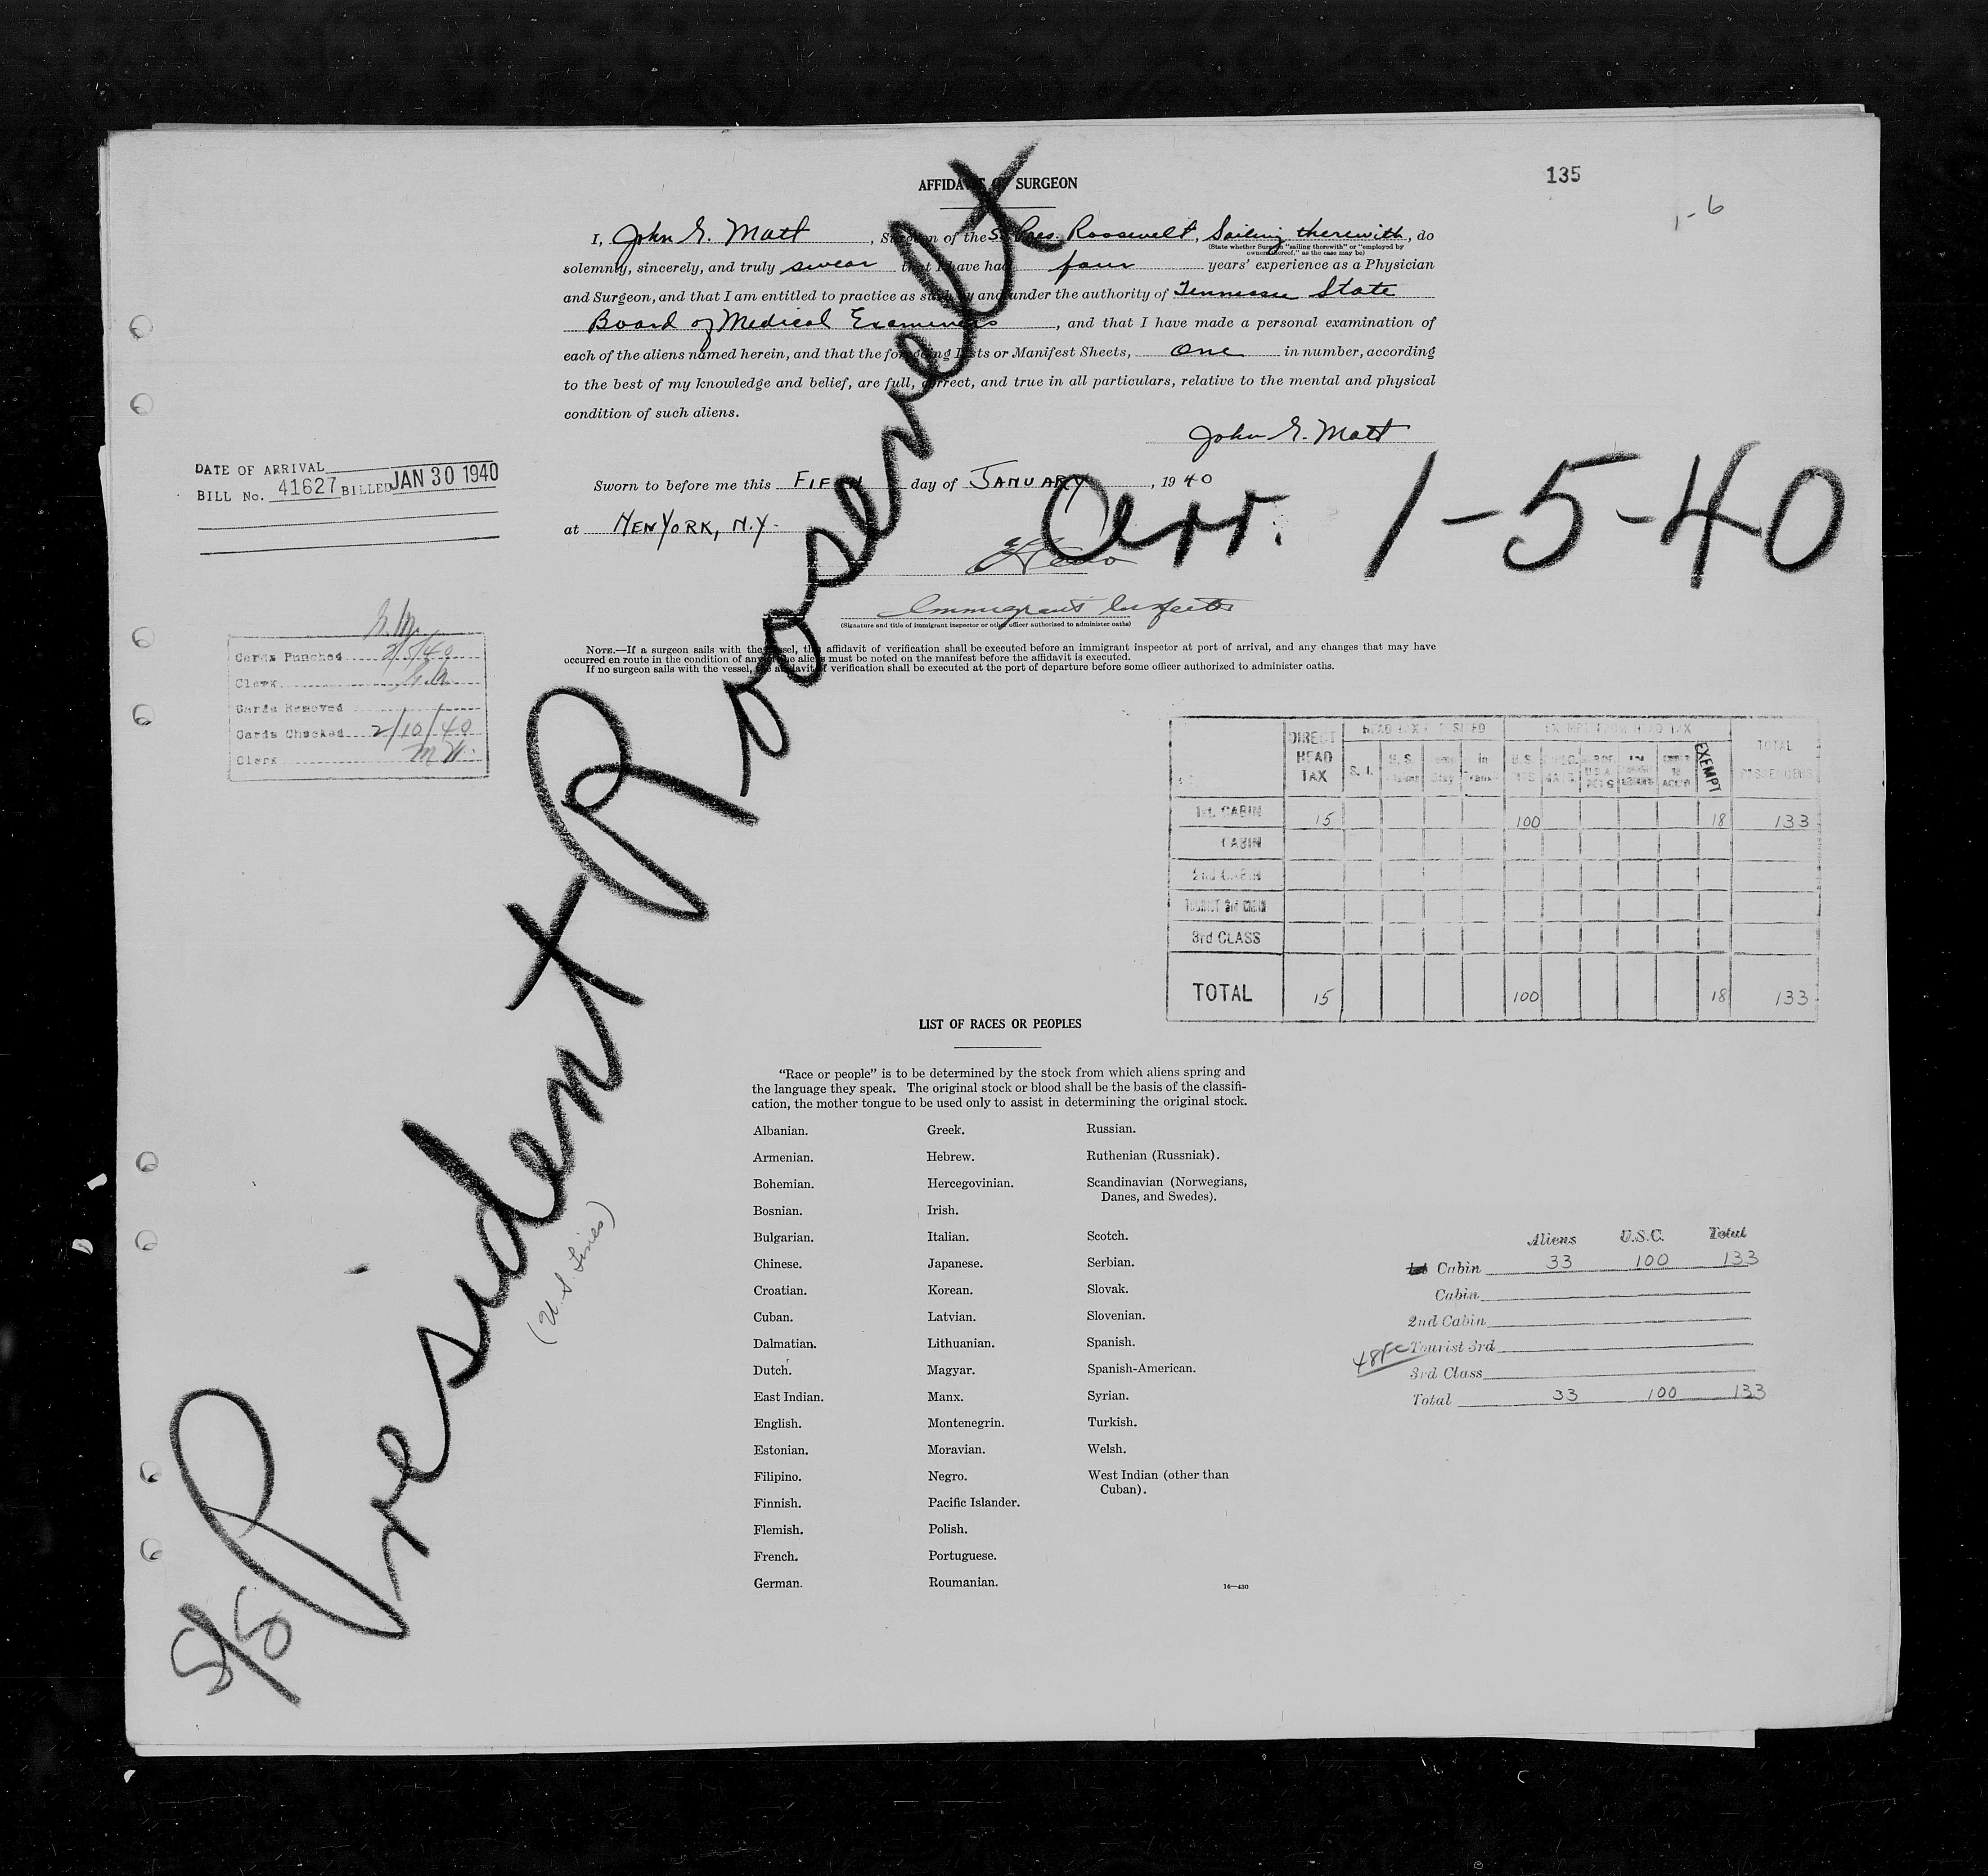 AFFIDAVIT OF SURGEON
135
1-6
I, John G. Matt, Surgeon of the S.S. Pres. Roosevelt, Sailing therewith, do
(State whether Surgeon "sailing therewith" or "employed by
owners thereof," as the case may be)
solemnly, sincerely, and truly swear that I have had four years' experience as a Physician
and Surgeon, and that I am entitled to practice as such by and under the authority of Tennessee State
Board of Medical Examiners, and that I have made a personal examination of
each of the aliens named herein, and that the foregoing Lists or Manifest Sheets, One in number, according
to the best of my knowledge and belief, are full, correct, and true in all particulars, relative to the mental and physical
condition of such aliens.
John G. Matt
DATE OF ARRIVAL
BILL No. 41627 BILLED JAN 30 1940
Sworn to before me this FIFTH day of JANUARY, 1940
at NEW YORK, N.Y.
Arr. 1-5-40
Immigrant Inspector
(Signature and title of immigrant inspector or other officer authorized to administer oaths)
NOTE.—If a surgeon sails with the vessel, the affidavit of verification shall be executed before an immigrant inspector at port of arrival, and any changes that may have
occurred en route in the condition of any of the aliens must be noted on the manifest before the affidavit is executed.
If no surgeon sails with the vessel, the affidavit of verification shall be executed at the port of departure before some officer authorized to administer oaths.
Cards Punched 2/5/40
Clerk
Cards Removed
Cards Checked 2/10/40
Clerk M W.
S/S President Roosevelt
(U.S. Lines)
DIRECT HEAD TAX
HEAD TAX
EXEMPT
TOTAL PASSENGERS
1st. CABIN 15 100 18 133
CABIN
2nd CABIN
TOURIST 3rd CABIN
3rd CLASS
TOTAL 15 100 18 133
LIST OF RACES OR PEOPLES
"Race or people" is to be determined by the stock from which aliens spring and
the language they speak. The original stock or blood shall be the basis of the classifi-
cation, the mother tongue to be used only to assist in determining the original stock.
Albanian.
Armenian.
Bohemian.
Bosnian.
Bulgarian.
Chinese.
Croatian.
Cuban.
Dalmatian.
Dutch.
East Indian.
English.
Estonian.
Filipino.
Finnish.
Flemish.
French.
German.
Greek.
Hebrew.
Hercegovinian.
Irish.
Italian.
Japanese.
Korean.
Latvian.
Lithuanian.
Magyar.
Manx.
Montenegrin.
Moravian.
Negro.
Pacific Islander.
Polish.
Portuguese.
Roumanian.
Russian.
Ruthenian (Russniak).
Scandinavian (Norwegians,
Danes, and Swedes).
Scotch.
Serbian.
Slovak.
Slovenian.
Spanish.
Spanish-American.
Syrian.
Turkish.
Welsh.
West Indian (other than
Cuban).
14—430
Aliens U.S.C. Total
1st Cabin 33 100 133
Cabin
2nd Cabin
Tourist 3rd
3rd Class
Total 33 100 133